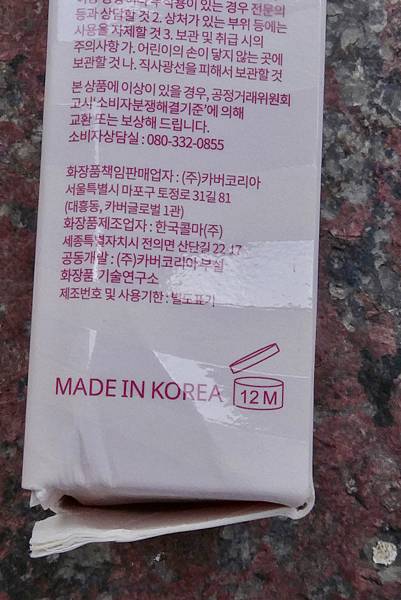 부작용이 있는 경우 전문의
등과 상담할 것 2. 상처가 있는 부위 등에는
사용을 자제할 것 3. 보관 및 취급 시의
주의사항 가. 어린이의 손이 닿지 않는 곳에
보관할 것 나. 직사광선을 피해서 보관할 것
본 상품에 이상이 있을 경우, 공정거래위원회
고시 '소비자분쟁해결기준'에 의해
교환 또는 보상해 드립니다.
소비자상담실 : 080-332-0855
화장품책임판매업자 : (주)카버코리아
서울특별시 마포구 토정로 31길 81
(대흥동, 카버글로벌 1관)
화장품제조업자 : 한국콜마(주)
세종특별자치시 전의면 산단길 22-17
공동개발 : (주)카버코리아 부설
화장품 기술연구소
제조번호 및 사용기한 : 별도표기
MADE IN KOREA
12 M